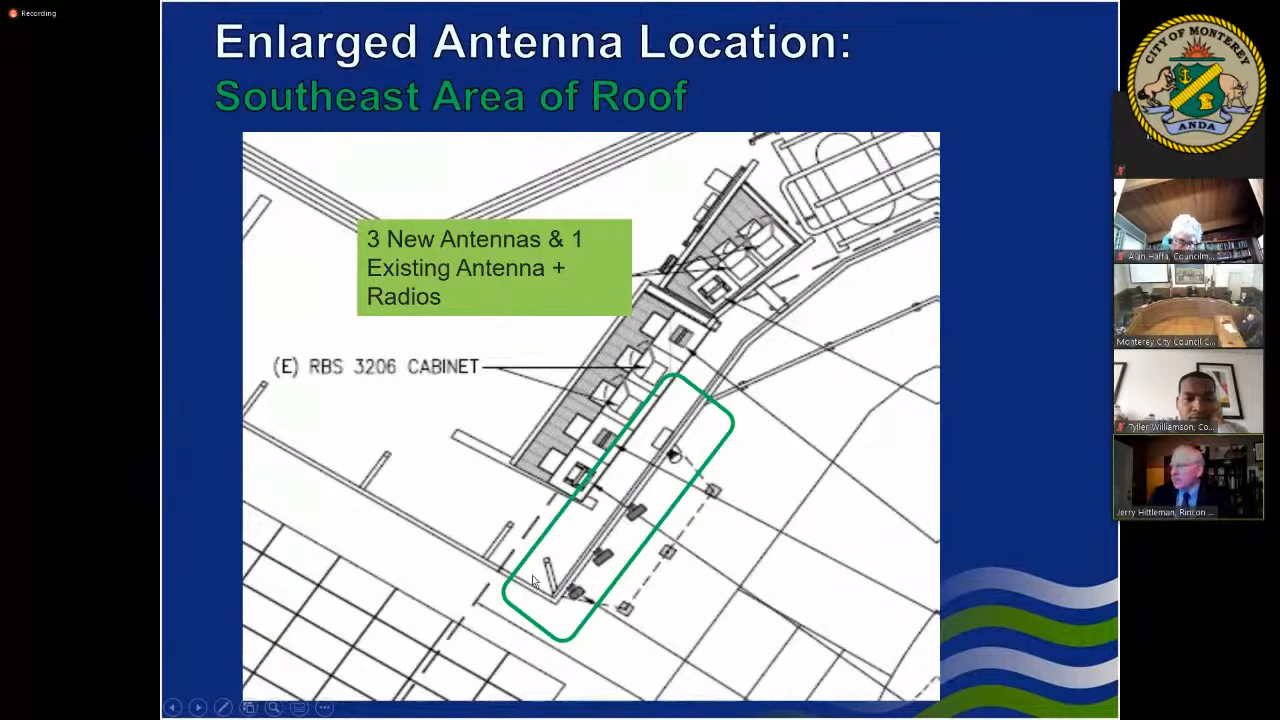 Recording
Enlarged Antenna Location:
Southeast Area of Roof
3 New Antennas & 1
Existing Antenna +
Radios
(E) RBS 3206 CABINET
CITY OF MONTEREY
ANDA
Alan Haffa, Councilm...
Monterey City Council C...
Tyller Williamson, Co...
Jerry Hittleman, Rincon ...